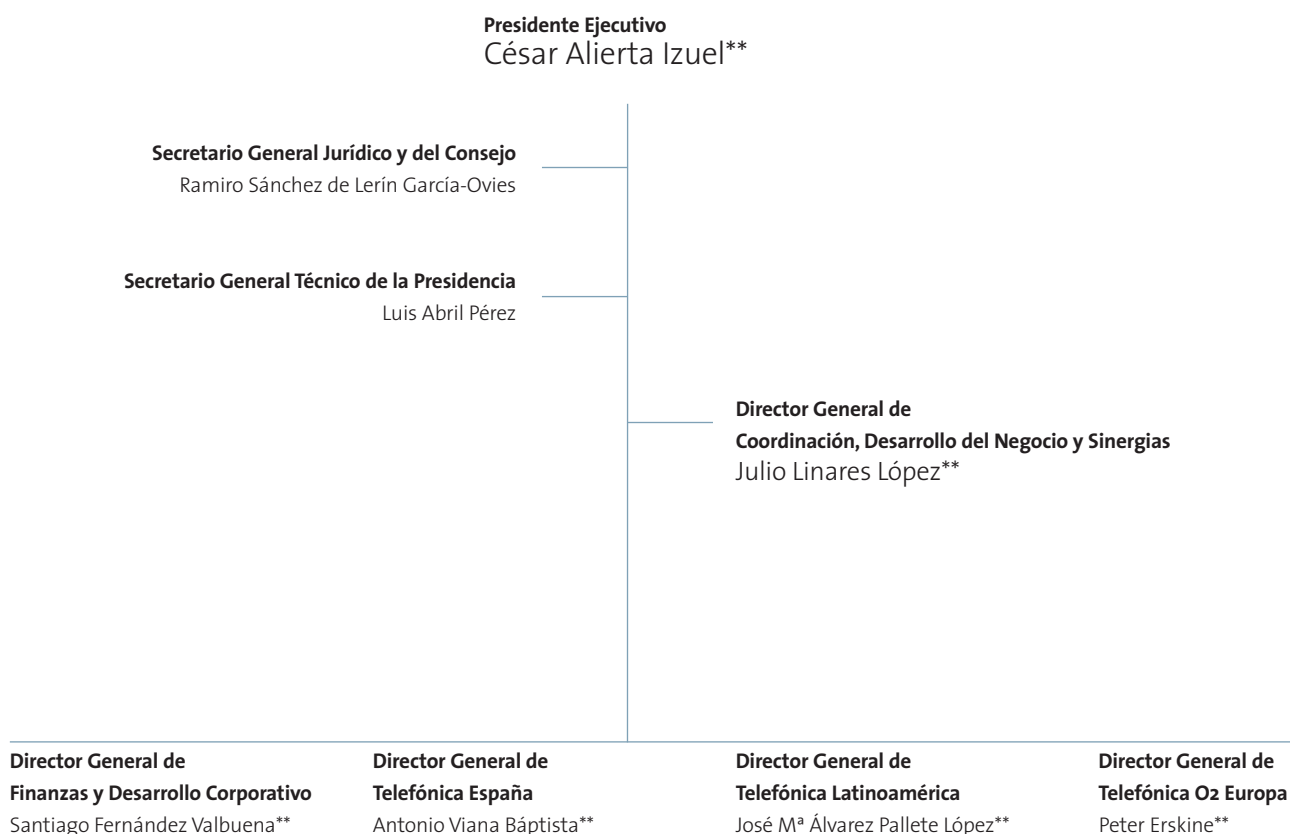 Presidente Ejecutivo
César Alierta Izuel**
Secretario General Jurídico y del Consejo
Ramiro Sánchez de Lerín García-Ovies
Secretario General Técnico de la Presidencia
Luis Abril Pérez
Director General de
Coordinación, Desarrollo del Negocio y Sinergias
Julio Linares López**
Director General de
Finanzas y Desarrollo Corporativo
Santiago Fernández Valbuena**
Director General de
Telefónica España
Antonio Viana Báptista**
Director General de
Telefónica Latinoamérica
José Mª Álvarez Pallete López**
Director General de
Telefónica O2 Europa
Peter Erskine**